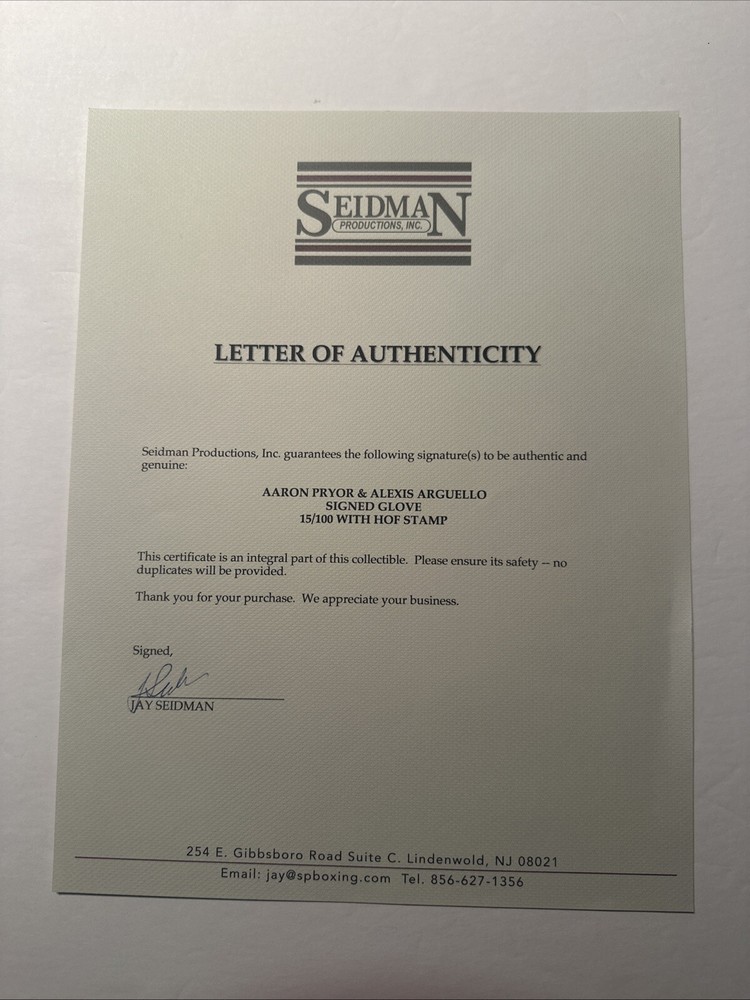 SEIDMAN
PRODUCTIONS, INC.
LETTER OF AUTHENTICITY
Seidman Productions, Inc. guarantees the following signature(s) to be authentic and
genuine:
AARON PRYOR & ALEXIS ARGUELLO
SIGNED GLOVE
15/100 WITH HOF STAMP
This certificate is an integral part of this collectible.  Please ensure its safety -- no
duplicates will be provided.
Thank you for your purchase.  We appreciate your business.
Signed,
JAY SEIDMAN
254 E. Gibbsboro Road Suite C. Lindenwold, NJ 08021
Email: jay@spboxing.com  Tel. 856-627-1356